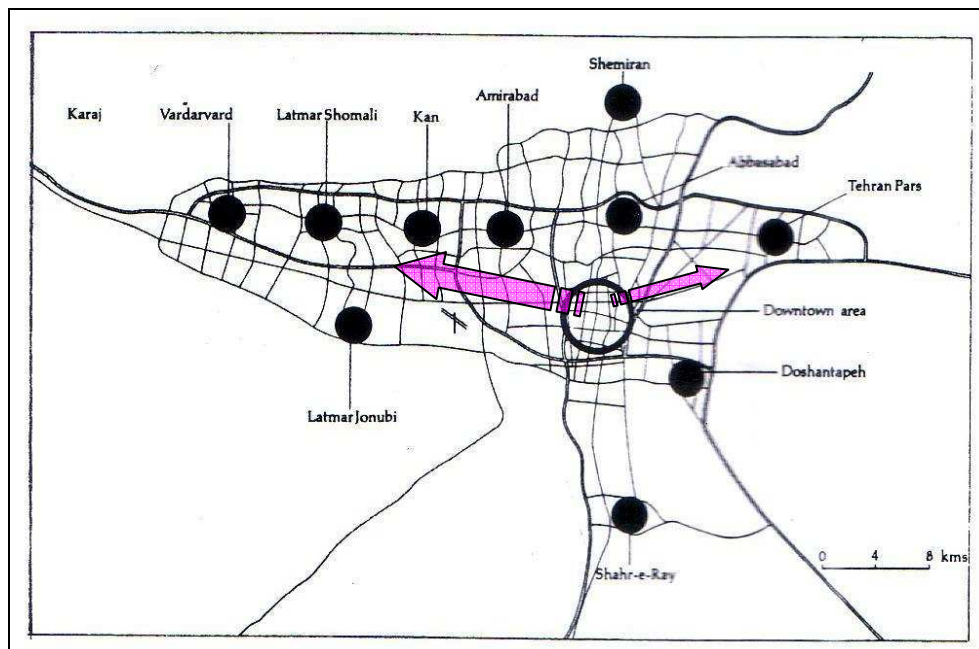 Shemiran
Amirabad
Karaj
Vardarvard
Latmar Shomali
Kan
Abbasabad
Tehran Pars
Downtown area
Doshantapeh
Latmar Jonubi
0 4 8 kms
Shahr-e-Ray